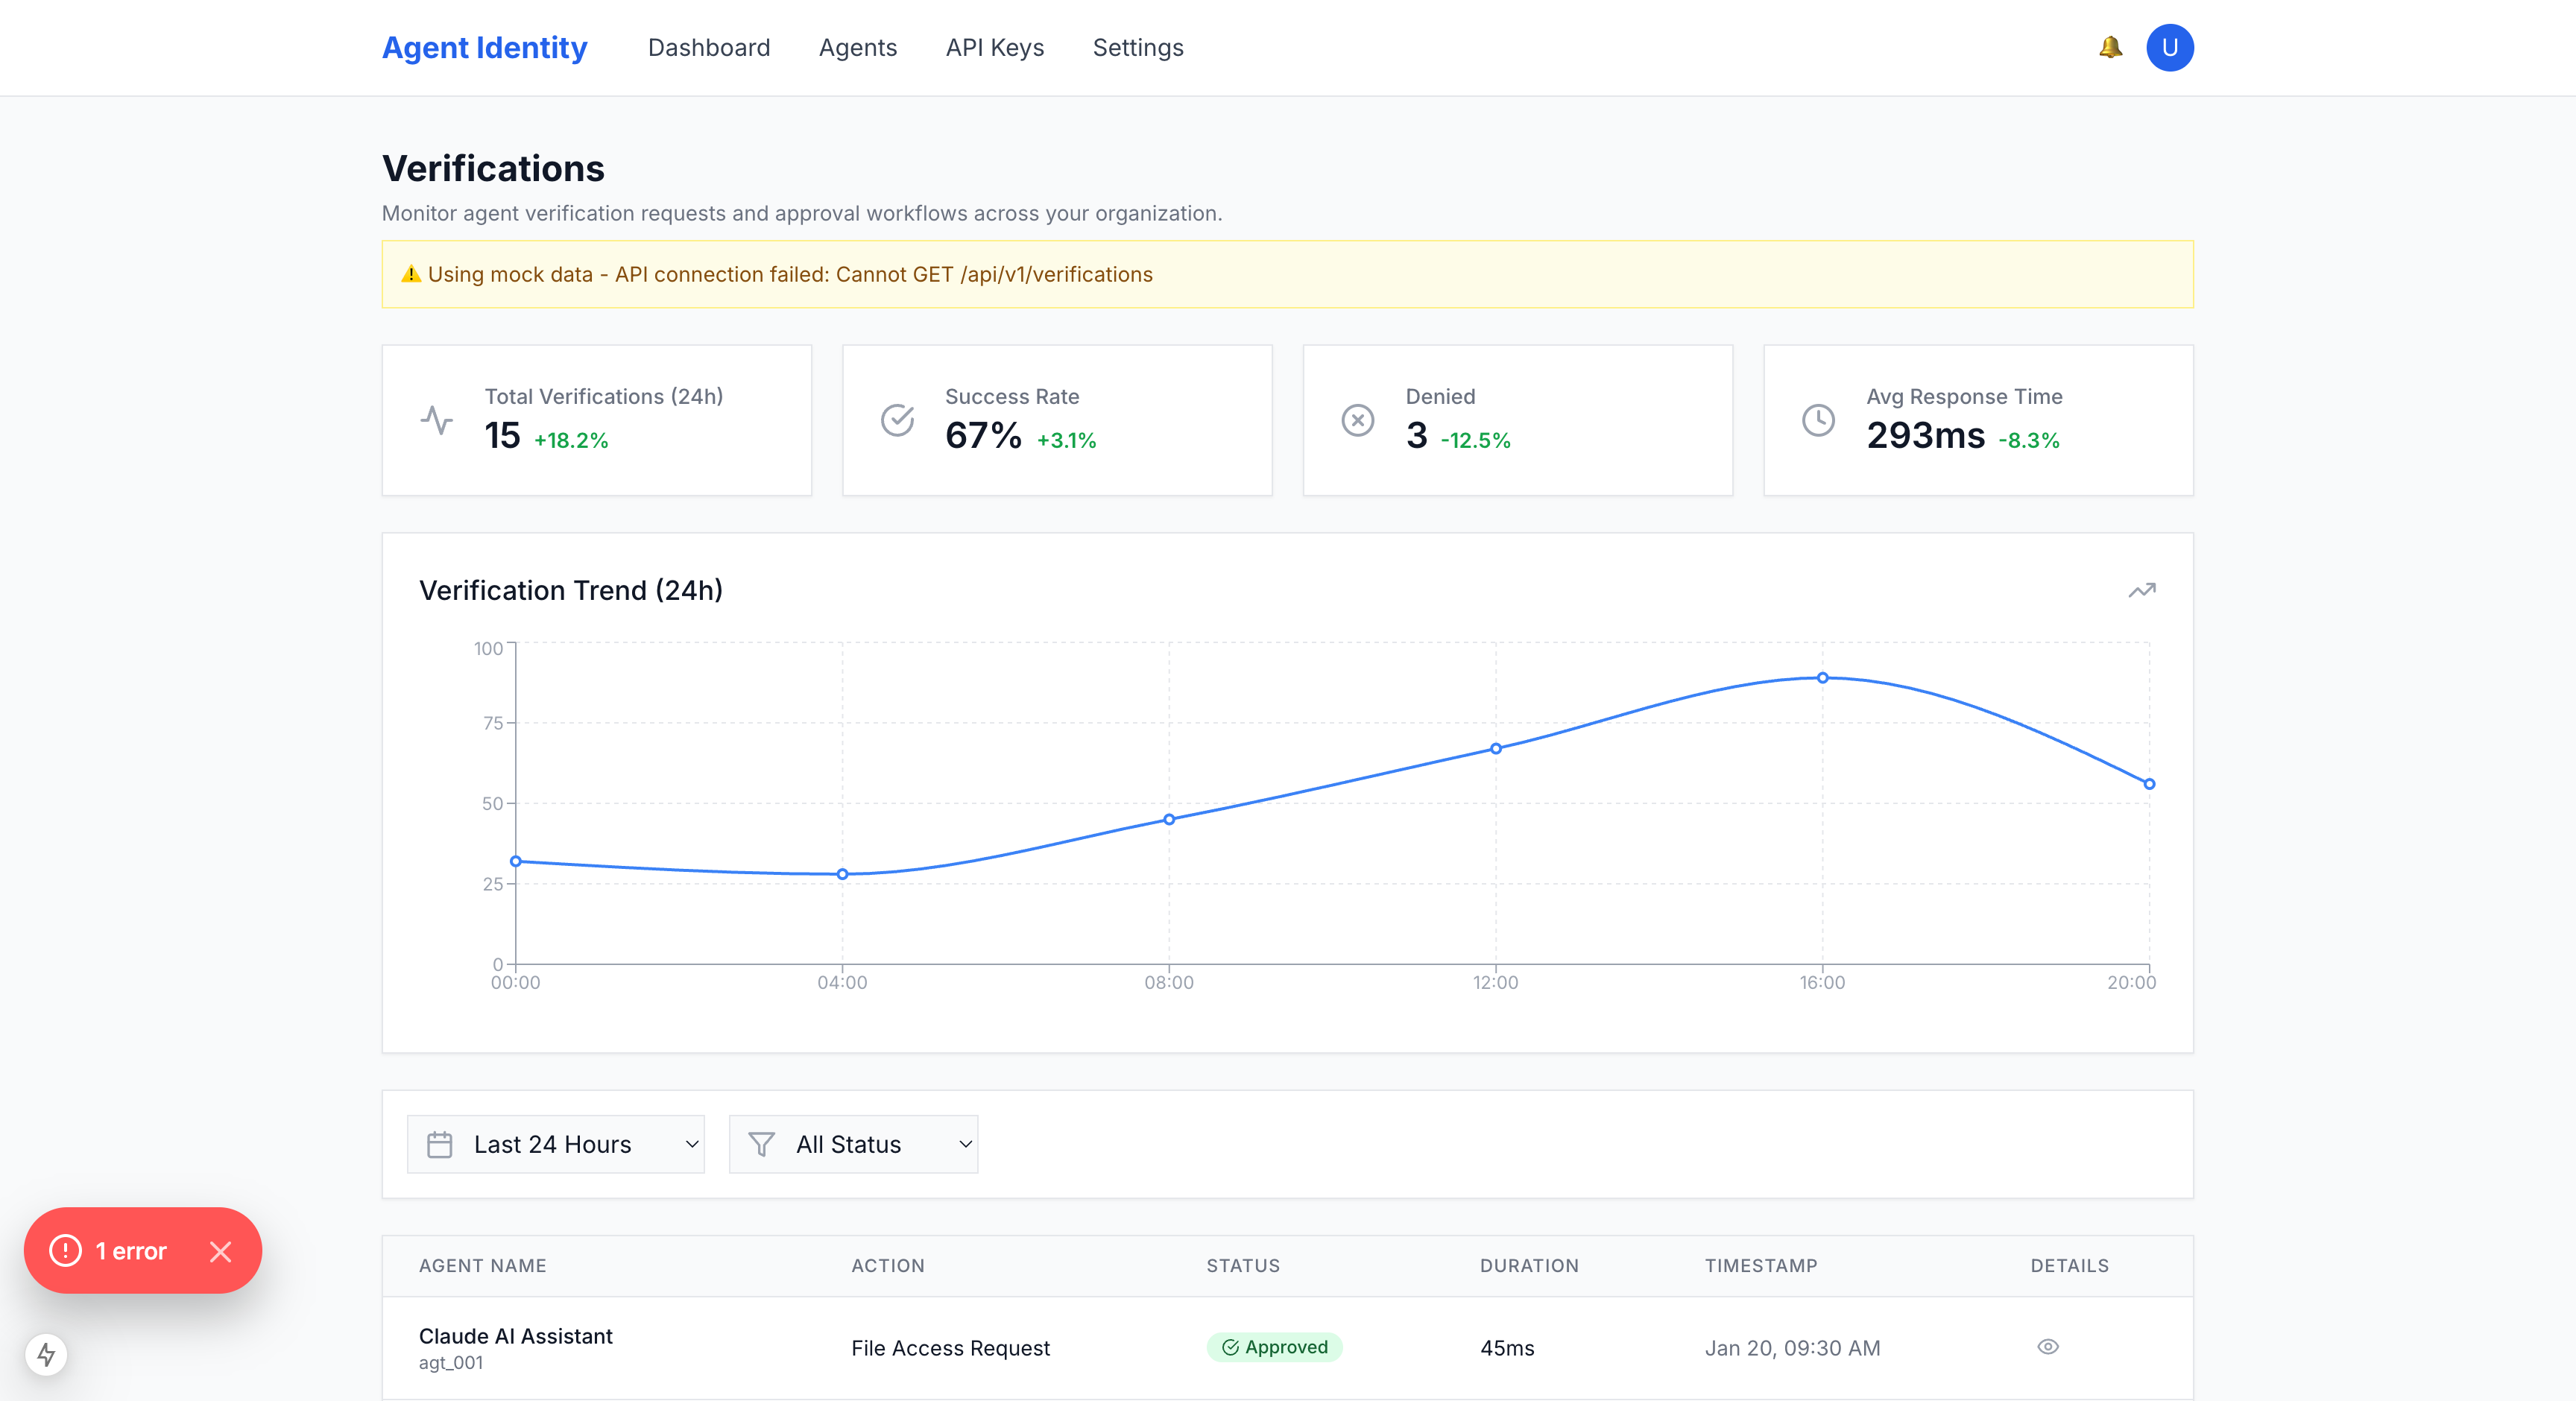 Agent Identity Dashboard Agents API Keys Settings U
Verifications
Monitor agent verification requests and approval workflows across your organization.
Using mock data - API connection failed: Cannot GET /api/v1/verifications
Total Verifications (24h)
15 +18.2%
Success Rate
67% +3.1%
Denied
3 -12.5%
Avg Response Time
293ms -8.3%
Verification Trend (24h)
100
75
50
25
0
00:00 04:00 08:00 12:00 16:00 20:00
Last 24 Hours All Status
1 error
AGENT NAME ACTION STATUS DURATION TIMESTAMP DETAILS
Claude AI Assistant
agt_001
File Access Request Approved 45ms Jan 20, 09:30 AM